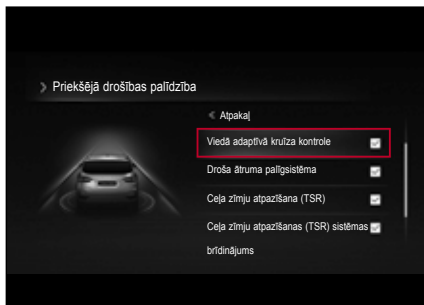 Priekšējā drošības palīdzība
Atpakaļ
Viedā adaptīvā kruīza kontrole
Droša ātruma palīgsistēma
Ceļa zīmju atpazīšana (TSR)
Ceļa zīmju atpazīšanas (TSR) sistēmas
brīdinājums